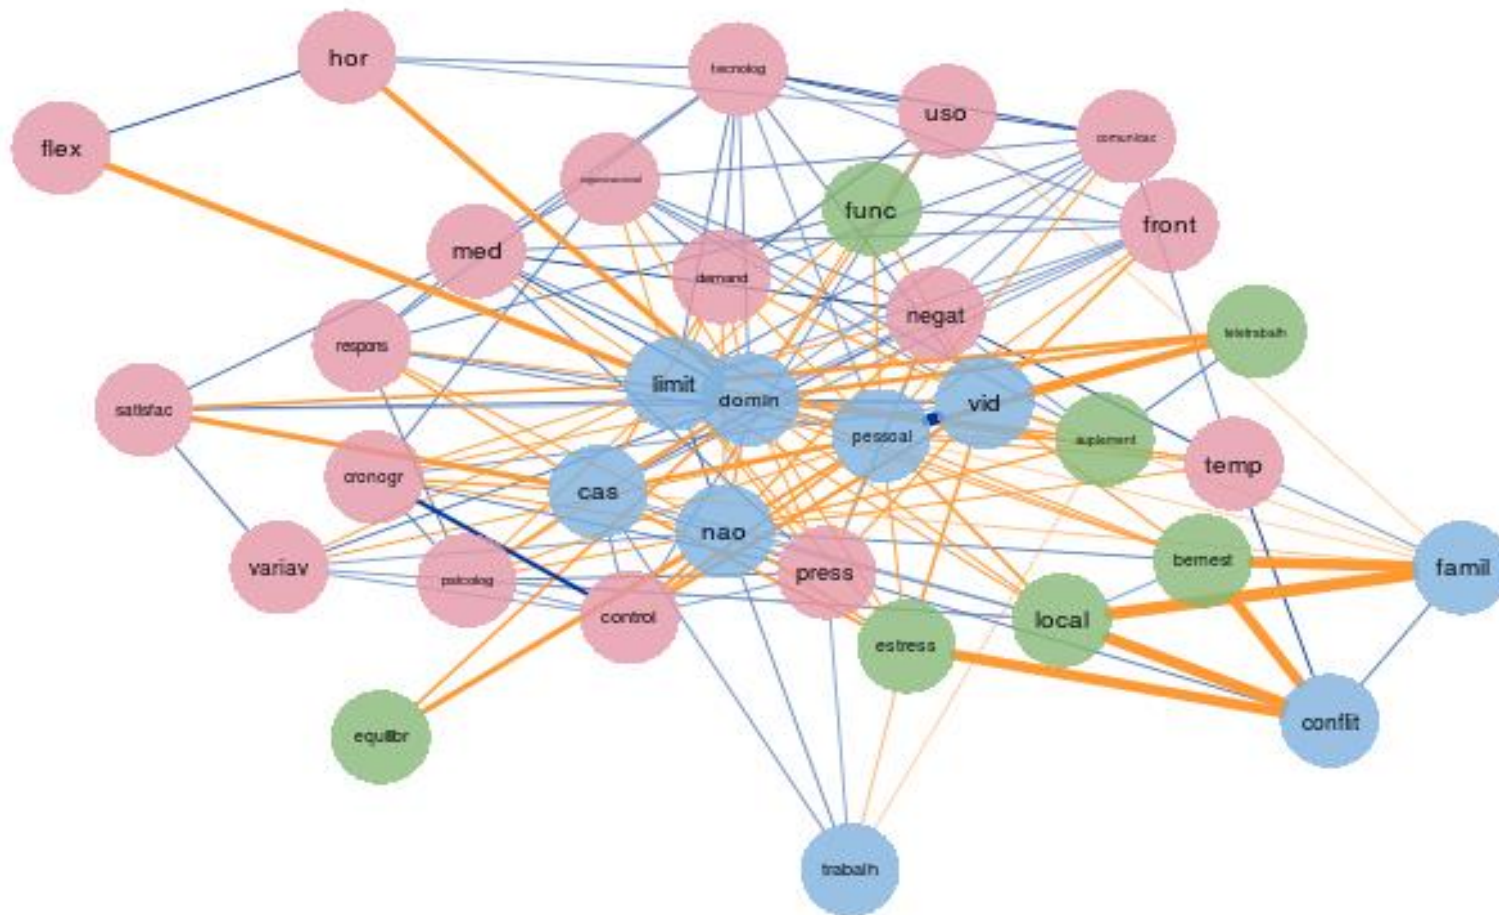 hor
tecnolog
uso
comunicac
flex
func
front
med
demand
negat
teletrabalh
respons
limit
domin
vid
satisfac
pessoal
suplement
temp
cronogr
cas
nao
bemest
famil
variav
psicolog
press
control
local
estress
conflit
equilibr
trabalh